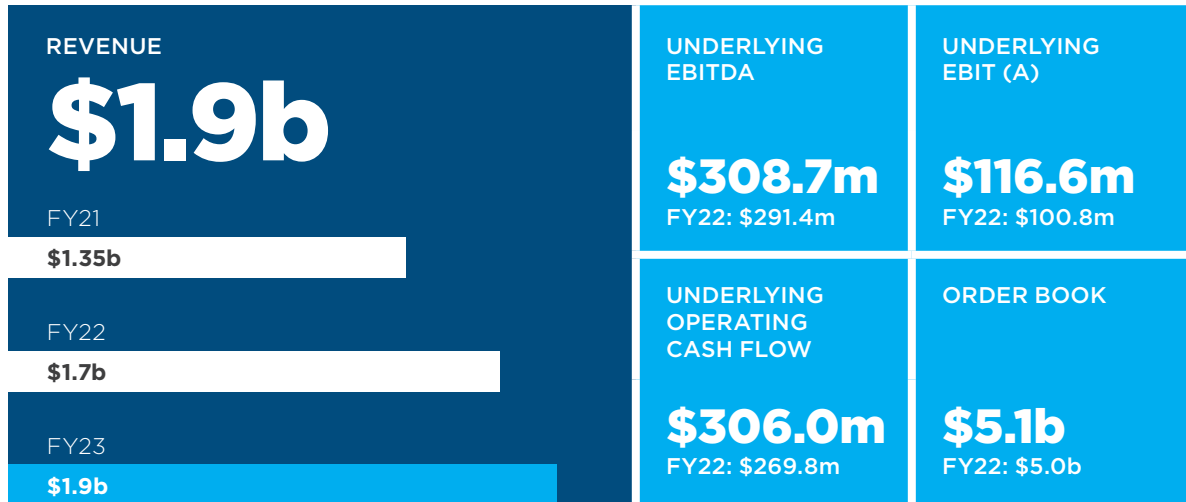 REVENUE
$1.9b
FY21
$1.35b
FY22
$1.7b
FY23
$1.9b
UNDERLYING
EBITDA
$308.7m
FY22: $291.4m
UNDERLYING
EBIT (A)
$116.6m
FY22: $100.8m
UNDERLYING
OPERATING
CASH FLOW
$306.0m
FY22: $269.8m
ORDER BOOK
$5.1b
FY22: $5.0b